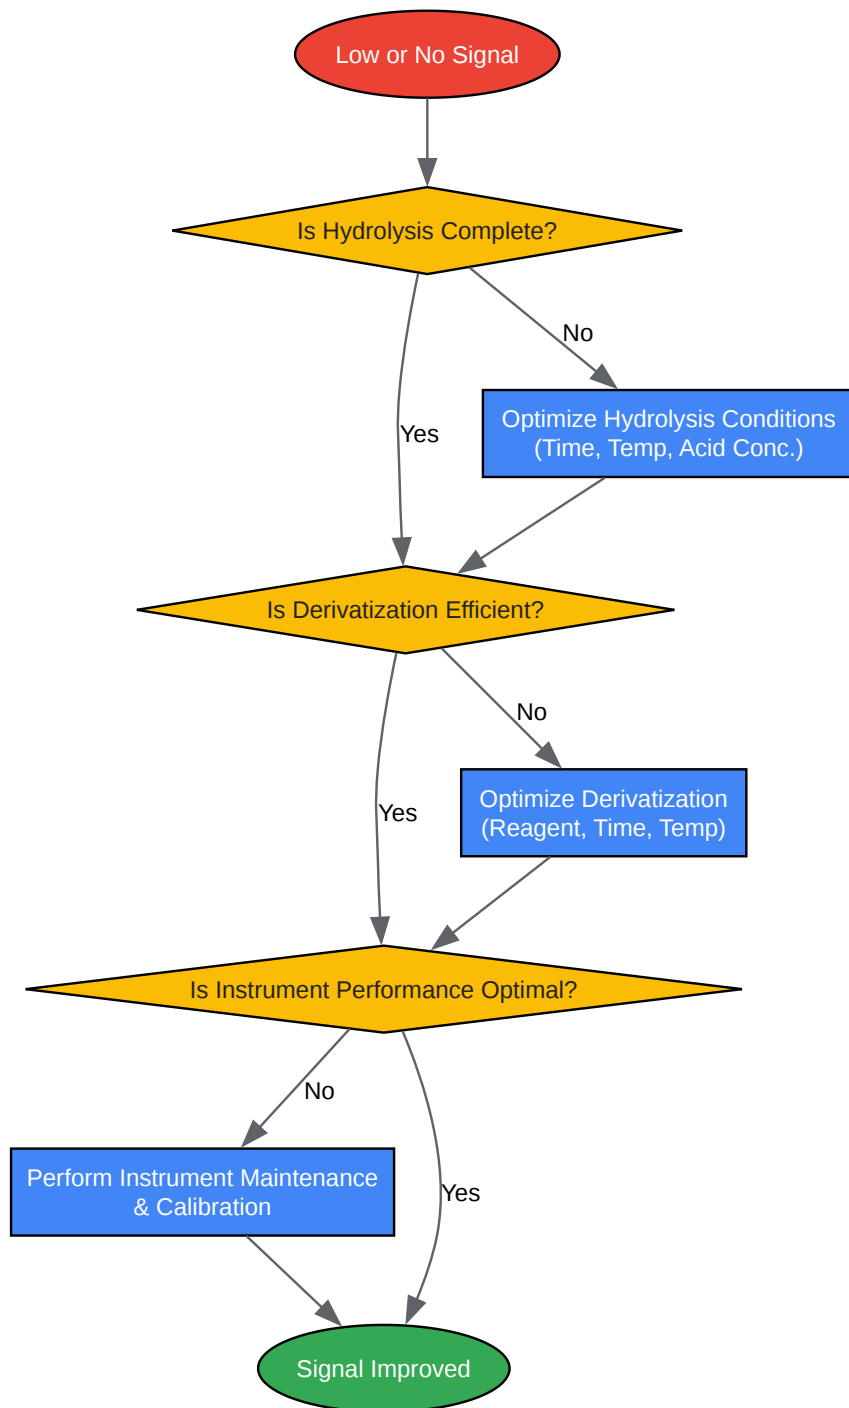 Low or No Signal
Is Hydrolysis Complete?
No
Optimize Hydrolysis Conditions
(Time, Temp, Acid Conc.)
Yes
Is Derivatization Efficient?
No
Optimize Derivatization
(Reagent, Time, Temp)
Yes
Is Instrument Performance Optimal?
No
Perform Instrument Maintenance
& Calibration
Yes
Signal Improved